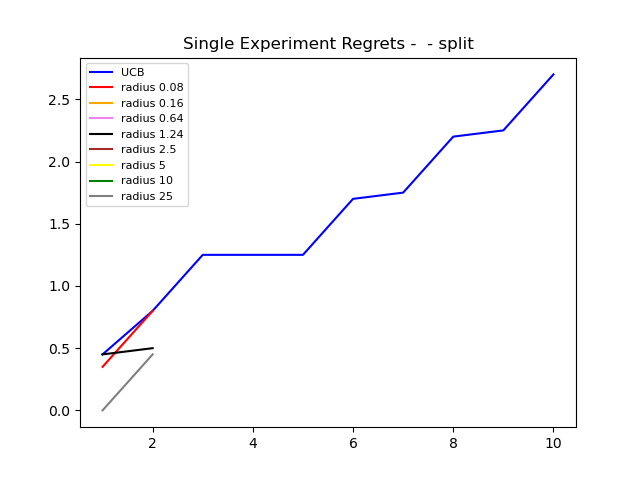 Single Experiment Regrets -  - split
UCB
radius 0.08
radius 0.16
radius 0.64
radius 1.24
radius 2.5
radius 5
radius 10
radius 25
2.5
2.0
1.5
1.0
0.5
0.0
2 4 6 8 10